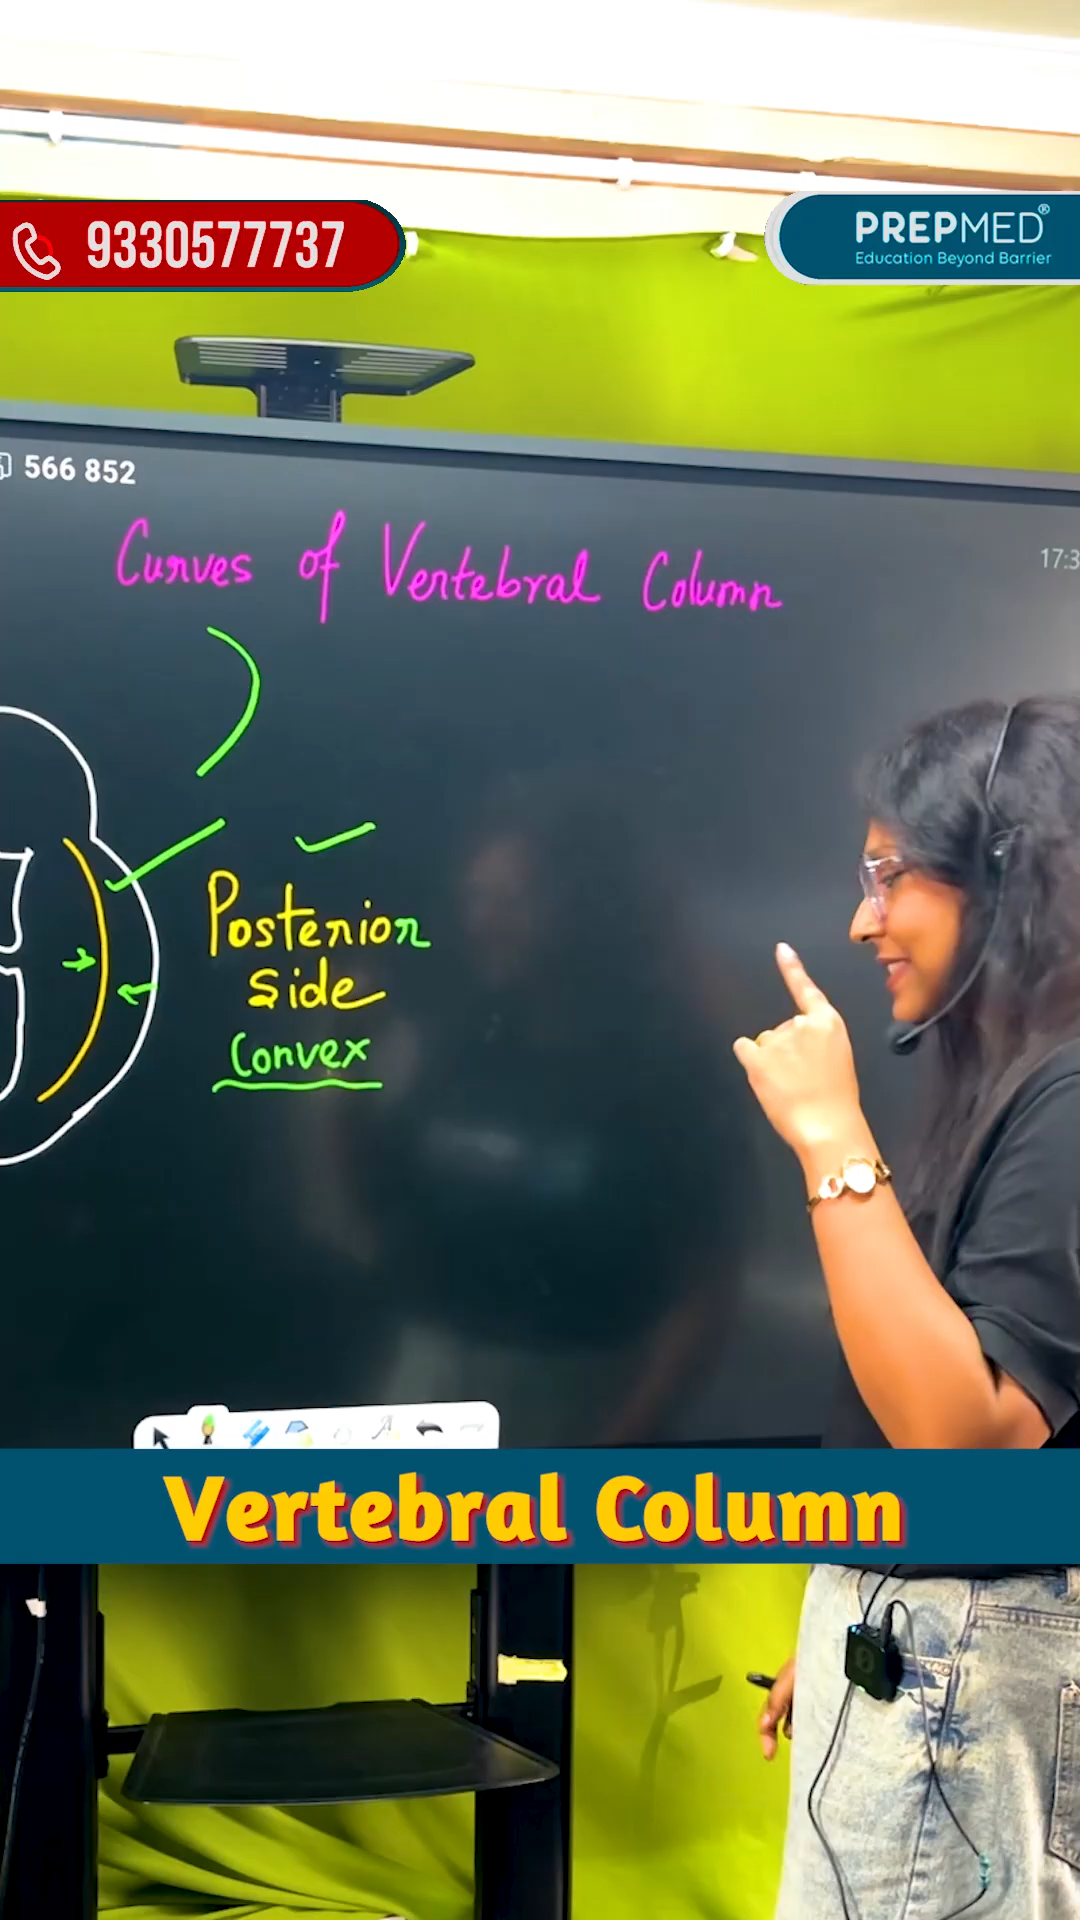 9330577737
PREPMED®
Education Beyond Barrier
566 852
Curves of Vertebral Column
17:3
Posterior
Side
Convex
Vertebral Column